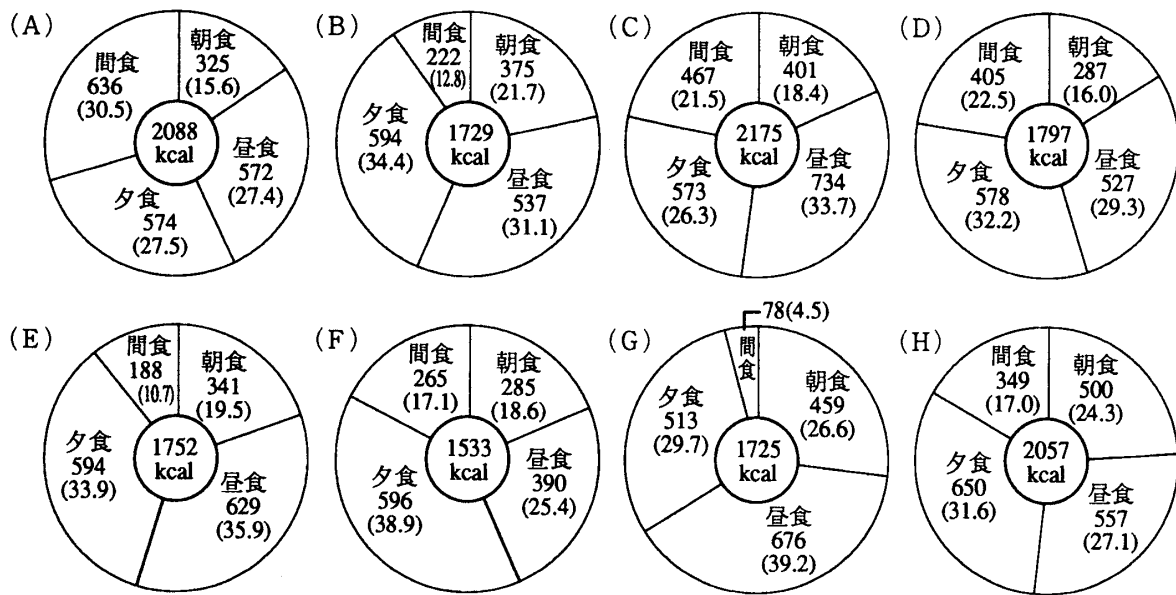 (A)
間食
636
(30.5)
朝食
325
(15.6)
2088
kcal
昼食
572
(27.4)
夕食
574
(27.5)
(B)
間食
222
(12.8)
朝食
375
(21.7)
夕食
594
(34.4)
1729
kcal
昼食
537
(31.1)
(C)
間食
467
(21.5)
朝食
401
(18.4)
2175
kcal
夕食
573
(26.3)
昼食
734
(33.7)
(D)
間食
405
(22.5)
朝食
287
(16.0)
1797
kcal
夕食
578
(32.2)
昼食
527
(29.3)
(E)
間食
188
(10.7)
朝食
341
(19.5)
夕食
594
(33.9)
1752
kcal
昼食
629
(35.9)
(F)
間食
265
(17.1)
朝食
285
(18.6)
1533
kcal
夕食
596
(38.9)
昼食
390
(25.4)
(G)
78(4.5)
間食
朝食
459
(26.6)
夕食
513
(29.7)
1725
kcal
昼食
676
(39.2)
(H)
間食
349
(17.0)
朝食
500
(24.3)
2057
kcal
夕食
650
(31.6)
昼食
557
(27.1)